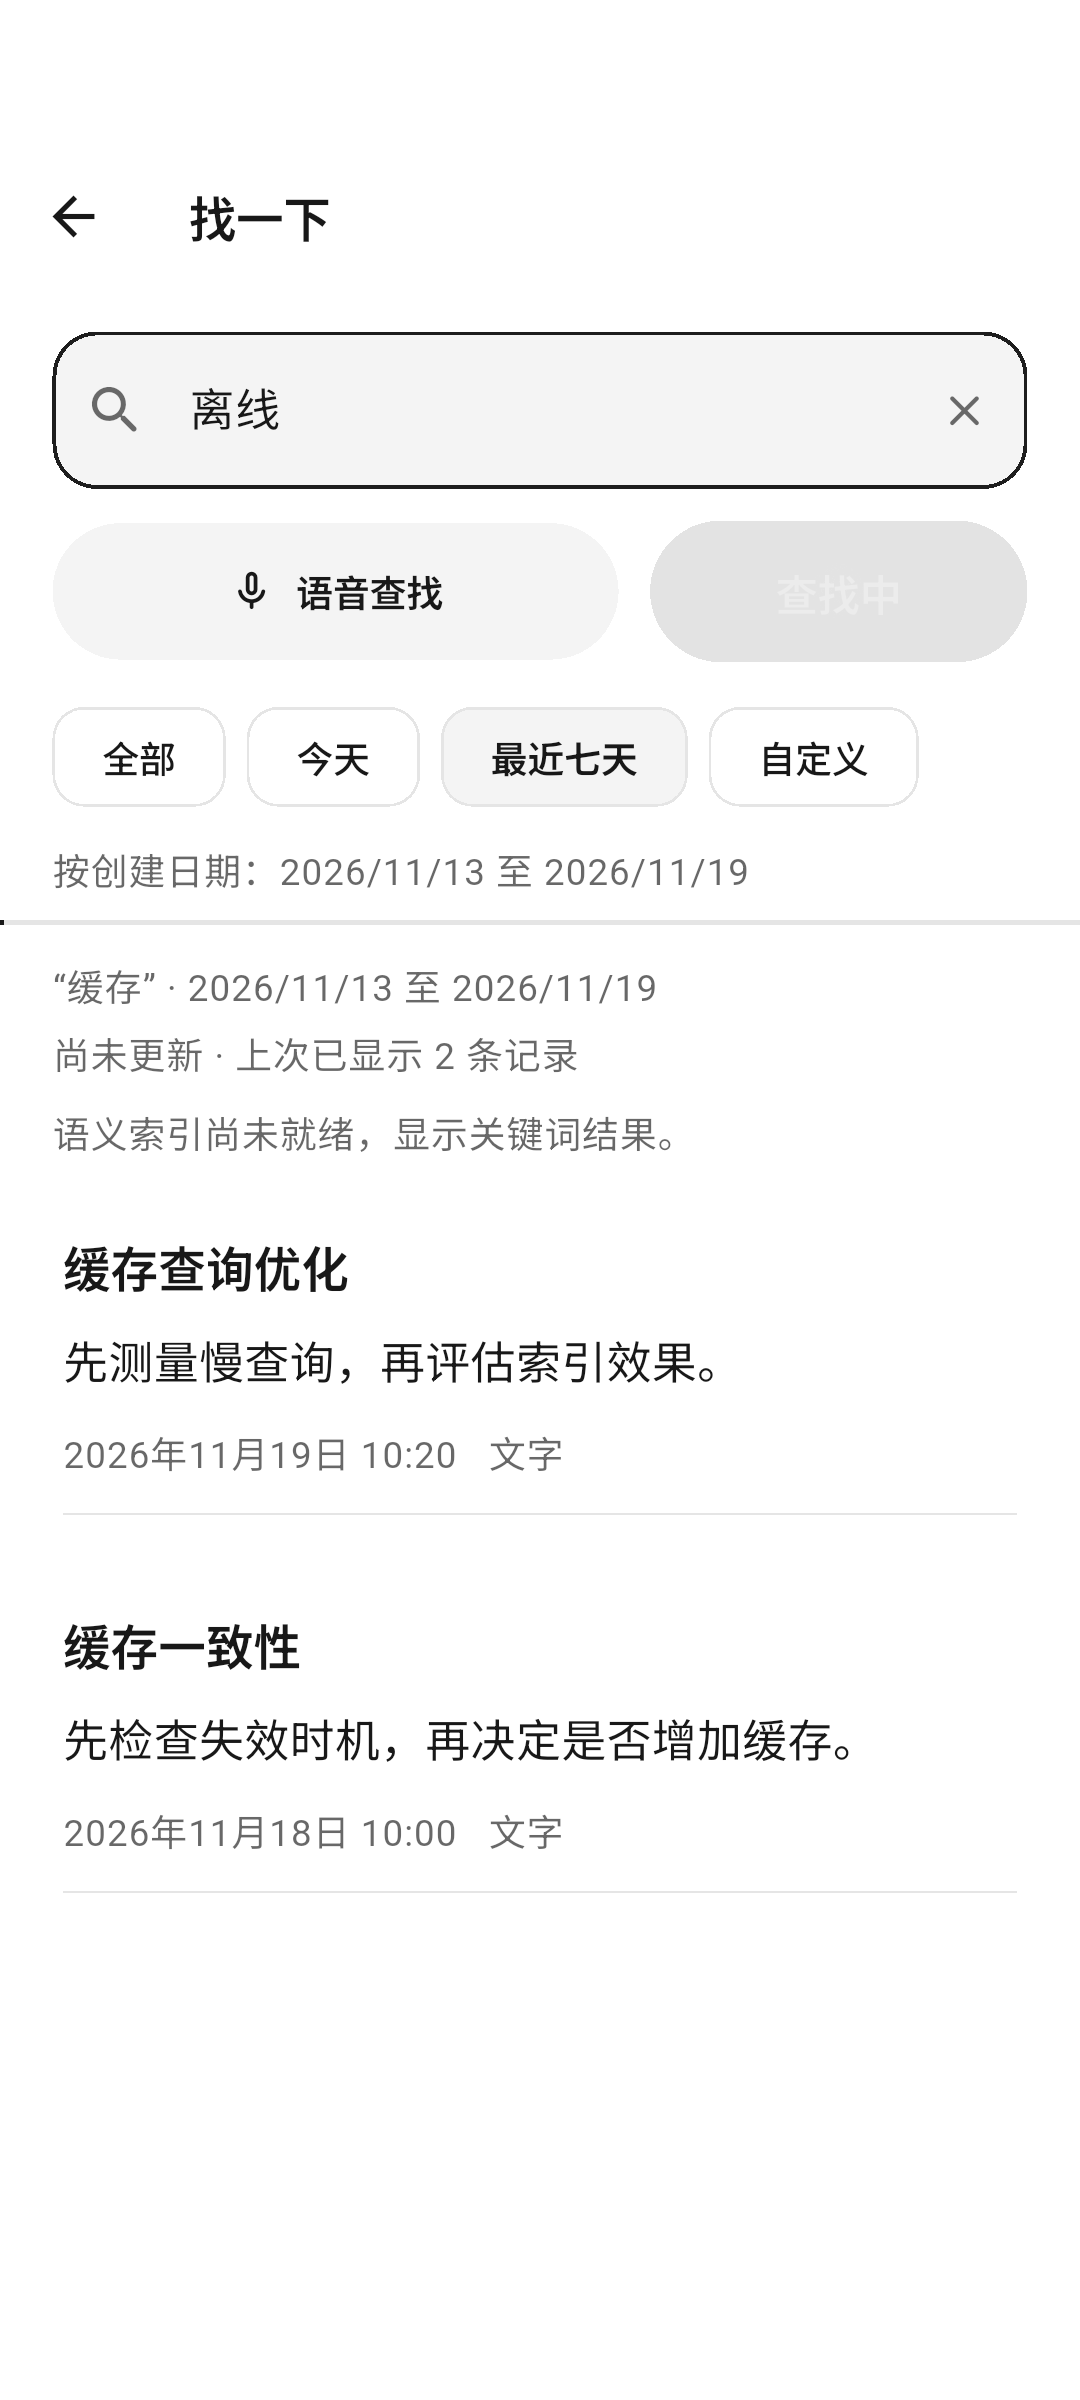 找一下
离线
语音查找
查找中
全部 今天 最近七天 自定义
按创建日期：2026/11/13 至 2026/11/19
“缓存” · 2026/11/13 至 2026/11/19
尚未更新 · 上次已显示 2 条记录
语义索引尚未就绪，显示关键词结果。
缓存查询优化
先测量慢查询，再评估索引效果。
2026年11月19日 10:20 文字
缓存一致性
先检查失效时机，再决定是否增加缓存。
2026年11月18日 10:00 文字